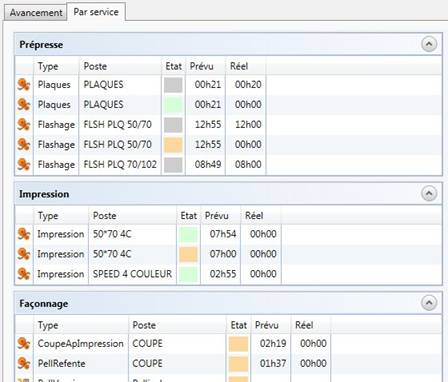 Avancement Par service
Prépresse
Type Poste Etat Prévu Réel
Plaques PLAQUES 00h21 00h20
Plaques PLAQUES 00h21 00h00
Flashage FLSH PLQ 50/70 12h55 12h00
Flashage FLSH PLQ 50/70 12h55 00h00
Flashage FLSH PLQ 70/102 08h49 08h00
Impression
Type Poste Etat Prévu Réel
Impression 50*70 4C 07h54 00h00
Impression 50*70 4C 07h00 00h00
Impression SPEED 4 COULEUR 02h55 00h00
Façonnage
Type Poste Etat Prévu Réel
CoupeApImpression COUPE 02h19 00h00
PellRefente COUPE 01h37 00h00